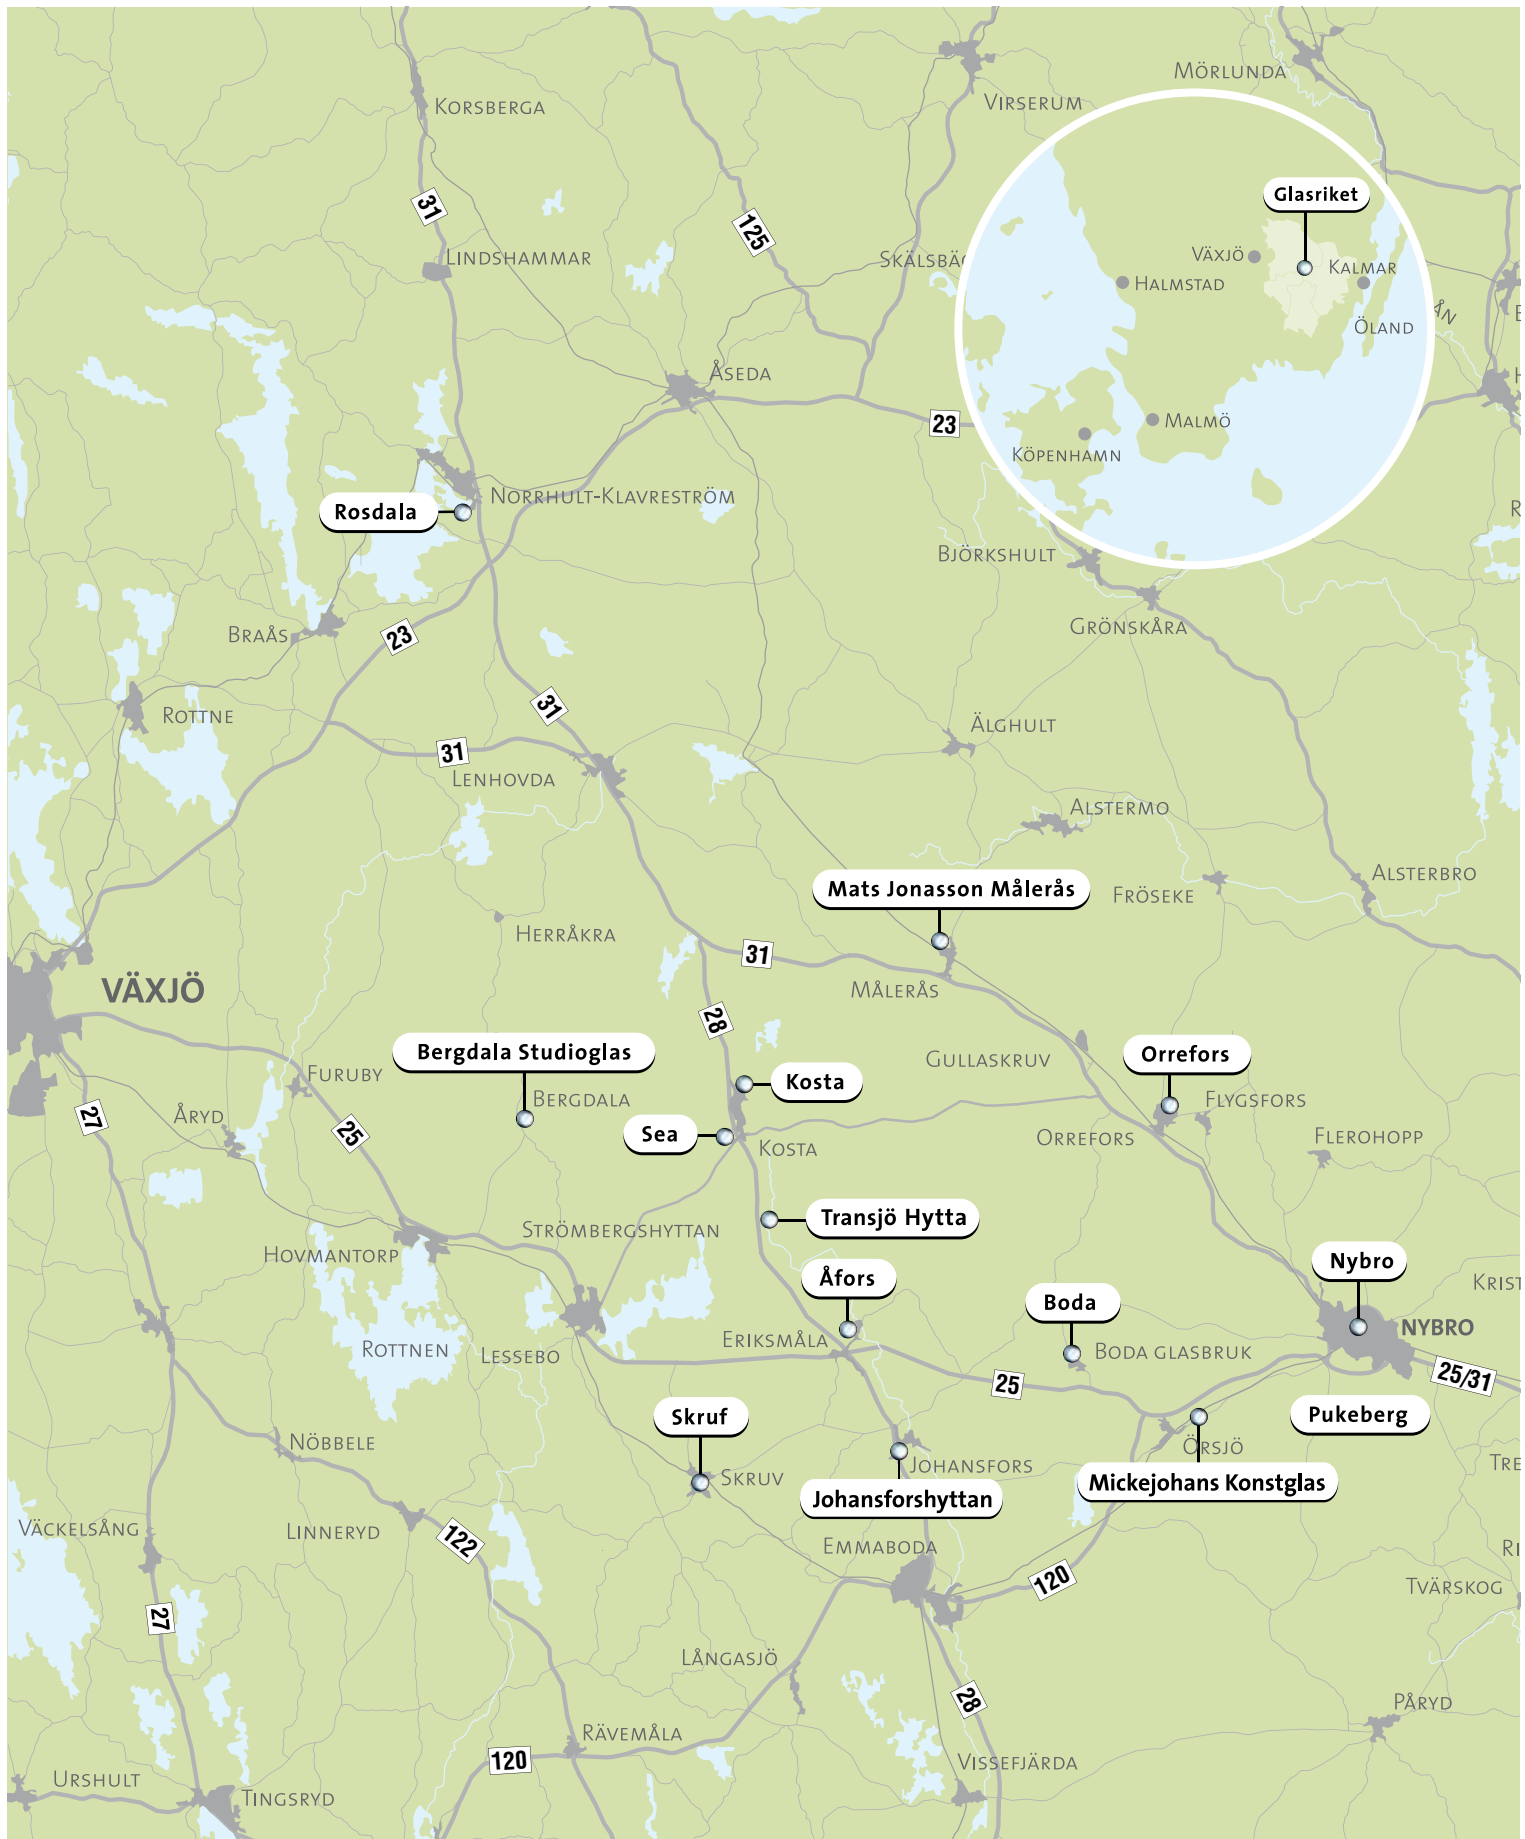 MÖRLUNDA
VIRSERUM
KORSBERGA
Glasriket
31
125
VÄXJÖ
KALMAR
LINDSHAMMAR
HALMSTAD
ÖLAND
ÅSEDA
23
MALMÖ
KÖPENHAMN
NORRHULT-KLAVRESTRÖM
Rosdala
BJÖRKSHULT
GRÖNSKÅRA
BRAÅS
23
31
ROTTNE
ÄLGHULT
31
LENHOVDA
ALSTERMO
ALSTERBRO
Mats Jonasson Målerås
FRÖSEKE
HERRÅKRA
31
VÄXJÖ
MÅLERÅS
28
Bergdala Studioglas
GULLASKRUV
Orrefors
FURUBY
Kosta
BERGDALA
FLYGSFORS
27
ÅRYD
25
Sea
ORREFORS
FLEROHOPP
KOSTA
Transjö Hytta
STRÖMBERGSHYTTAN
HOVMANTORP
Nybro
Åfors
KRIST
Boda
NYBRO
ERIKSMÅLA
ROTTNEN
LESSEBO
BODA GLASBRUK
25/31
25
Skruf
Pukeberg
NÖBBELE
ÖRSJÖ
JOHANSFORS
TRE
SKRUV
Mickejohans Konstglas
Johansforshyttan
VÄCKELSÅNG
LINNERYD
122
EMMABODA
RI
120
TVÄRSKOG
27
LÅNGASJÖ
28
PÅRYD
RÄVEMÅLA
120
VISSEFJÄRDA
URSHULT
TINGSRYD